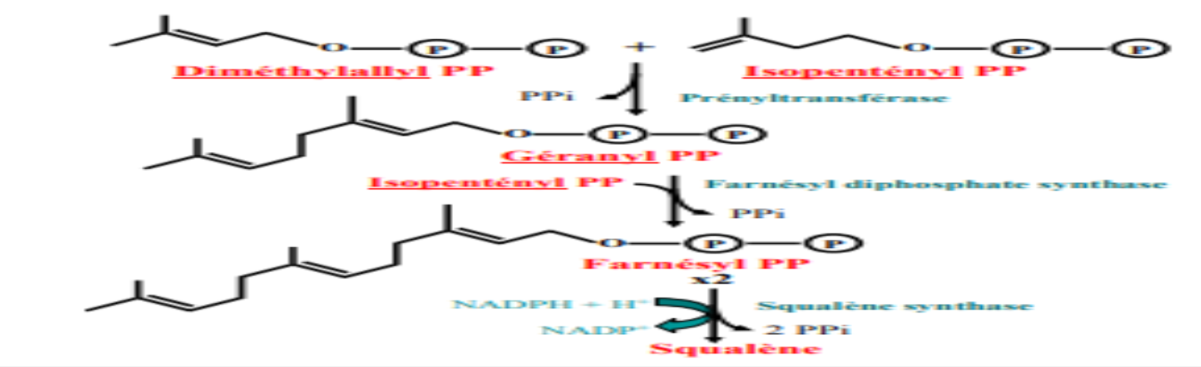 O P P + O P P
Diméthylallyl PP Isopentényl PP
PPi Prényltransférase
O P P
Géranyl PP
Isopentényl PP Farnésyl diphosphate synthase
PPi
O P P
Farnésyl PP
x2
NADPH + H⁺ Squalène synthase
NADP⁺ 2 PPi
Squalène